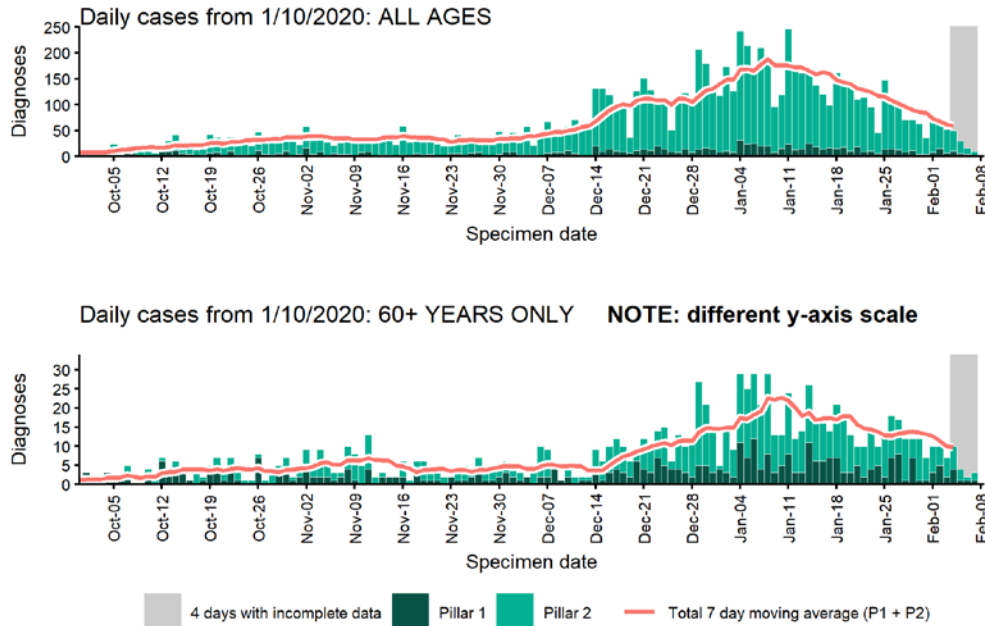 Daily cases from 1/10/2020: ALL AGES
Diagnoses
250
200
150
100
50
0
Oct-05
Oct-12
Oct-19
Oct-26
Nov-02
Nov-09
Nov-16
Nov-23
Nov-30
Dec-07
Dec-14
Dec-21
Dec-28
Jan-04
Jan-11
Jan-18
Jan-25
Feb-01
Feb-08
Specimen date
Daily cases from 1/10/2020: 60+ YEARS ONLY NOTE: different y-axis scale
Diagnoses
30
25
20
15
10
5
0
Oct-05
Oct-12
Oct-19
Oct-26
Nov-02
Nov-09
Nov-16
Nov-23
Nov-30
Dec-07
Dec-14
Dec-21
Dec-28
Jan-04
Jan-11
Jan-18
Jan-25
Feb-01
Feb-08
Specimen date
4 days with incomplete data Pillar 1 Pillar 2 Total 7 day moving average (P1 + P2)